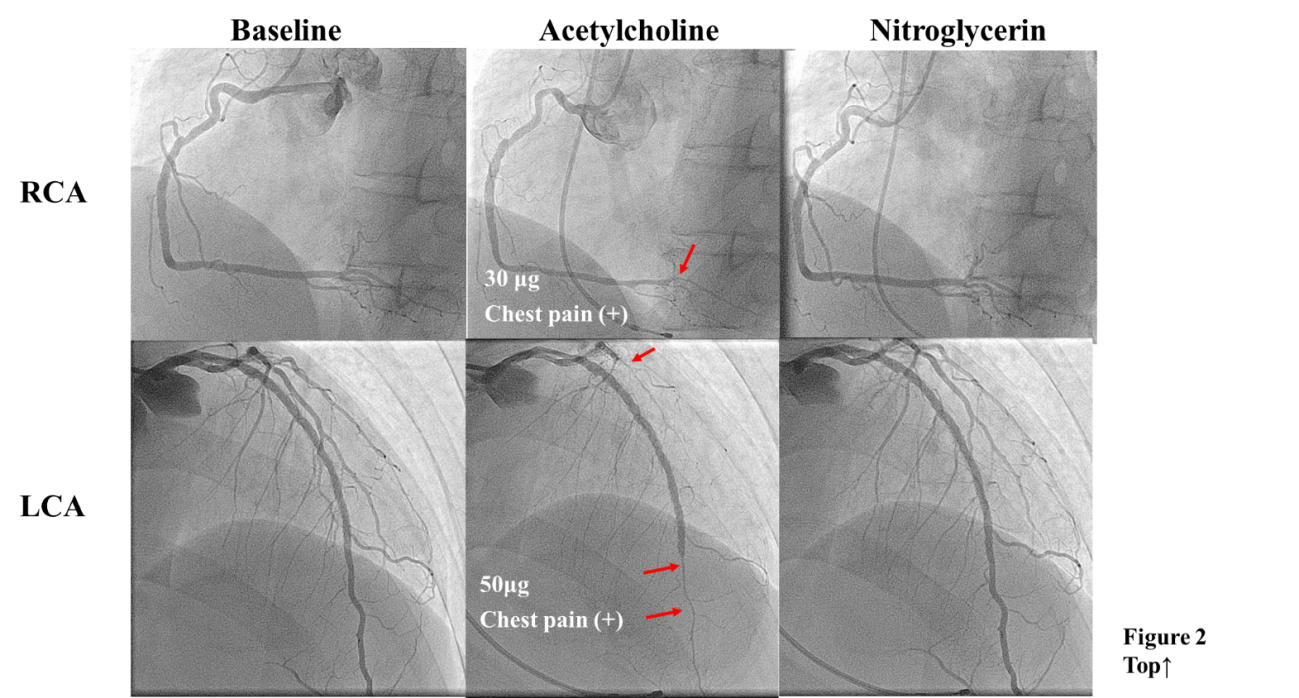 Baseline
Acetylcholine
Nitroglycerin
RCA
30 μg
Chest pain (+)
LCA
50μg
Chest pain (+)
Figure 2
Top↑